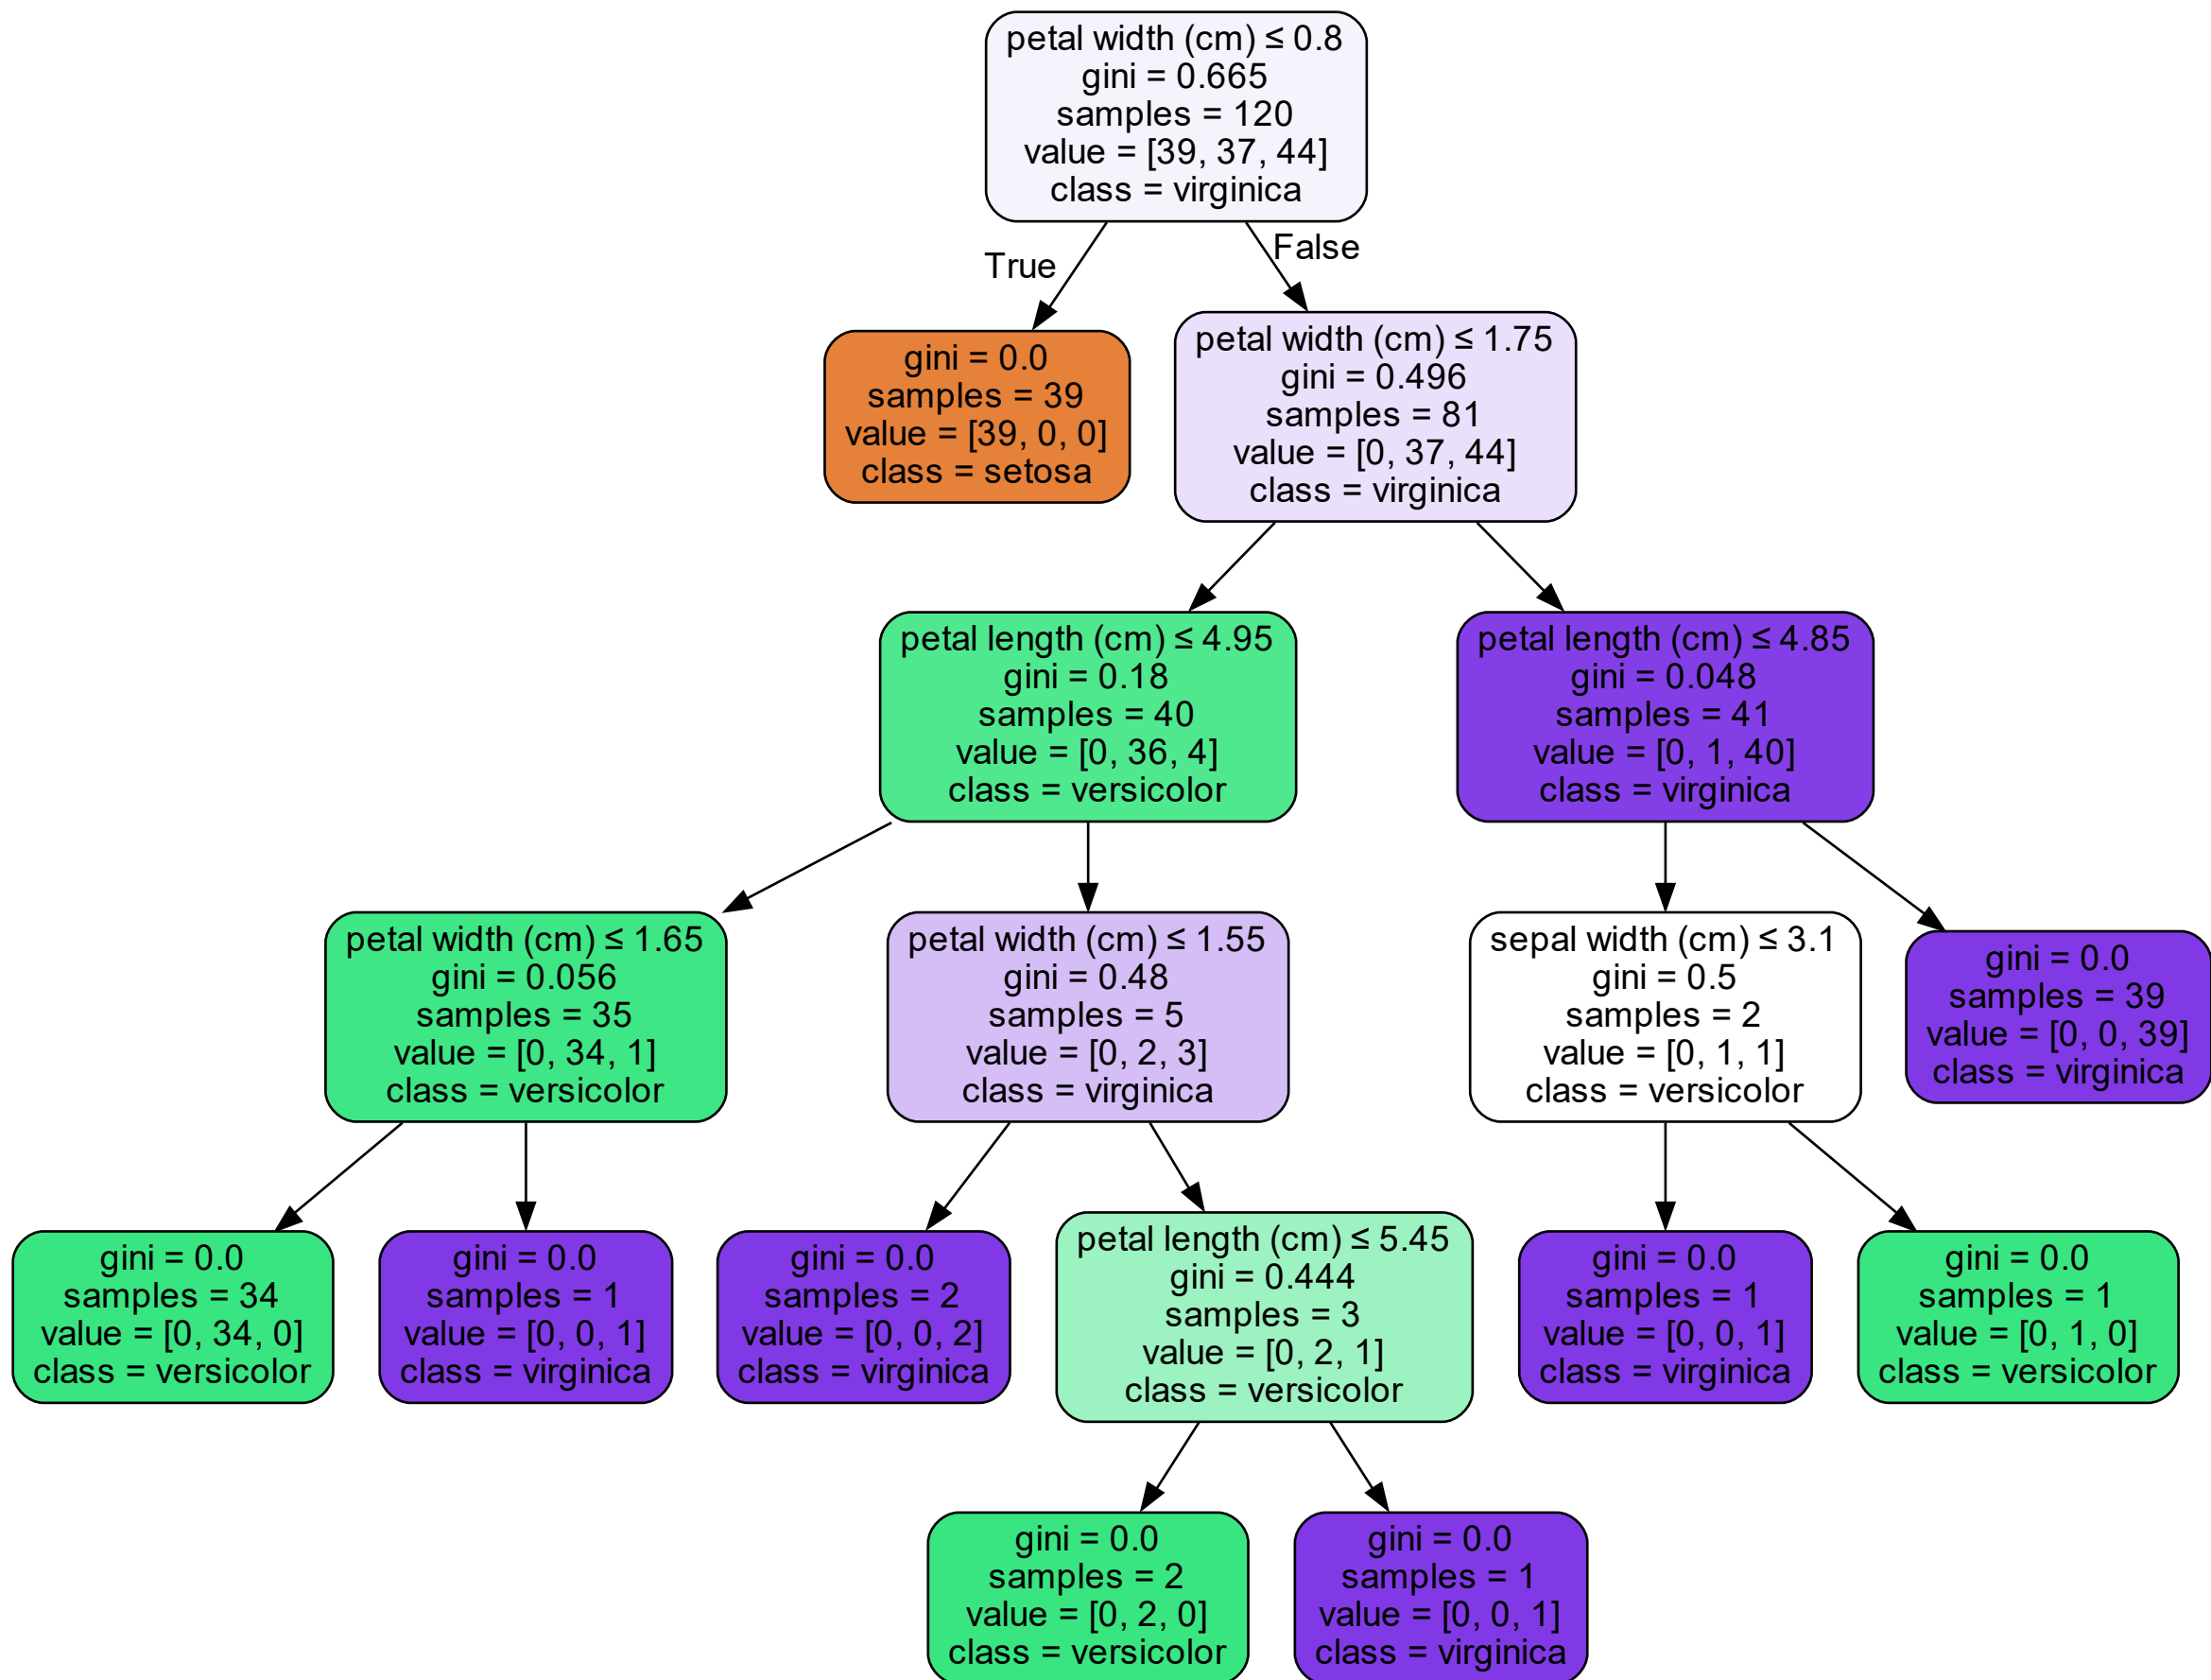 petal width (cm) ≤ 0.8
gini = 0.665
samples = 120
value = [39, 37, 44]
class = virginica
True
False
gini = 0.0
samples = 39
value = [39, 0, 0]
class = setosa
petal width (cm) ≤ 1.75
gini = 0.496
samples = 81
value = [0, 37, 44]
class = virginica
petal length (cm) ≤ 4.95
gini = 0.18
samples = 40
value = [0, 36, 4]
class = versicolor
petal length (cm) ≤ 4.85
gini = 0.048
samples = 41
value = [0, 1, 40]
class = virginica
petal width (cm) ≤ 1.65
gini = 0.056
samples = 35
value = [0, 34, 1]
class = versicolor
petal width (cm) ≤ 1.55
gini = 0.48
samples = 5
value = [0, 2, 3]
class = virginica
sepal width (cm) ≤ 3.1
gini = 0.5
samples = 2
value = [0, 1, 1]
class = versicolor
gini = 0.0
samples = 39
value = [0, 0, 39]
class = virginica
gini = 0.0
samples = 34
value = [0, 34, 0]
class = versicolor
gini = 0.0
samples = 1
value = [0, 0, 1]
class = virginica
gini = 0.0
samples = 2
value = [0, 0, 2]
class = virginica
petal length (cm) ≤ 5.45
gini = 0.444
samples = 3
value = [0, 2, 1]
class = versicolor
gini = 0.0
samples = 1
value = [0, 0, 1]
class = virginica
gini = 0.0
samples = 1
value = [0, 1, 0]
class = versicolor
gini = 0.0
samples = 2
value = [0, 2, 0]
class = versicolor
gini = 0.0
samples = 1
value = [0, 0, 1]
class = virginica